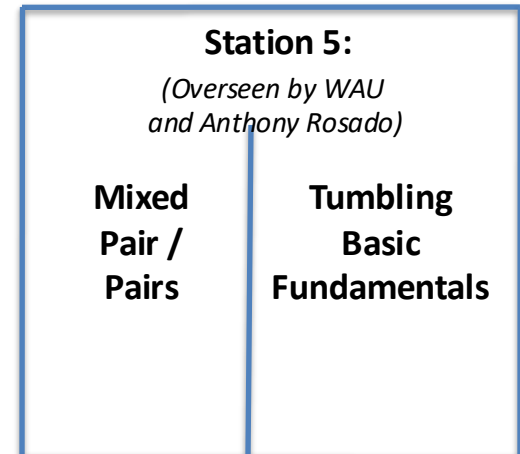 Station 5:
(Overseen by WAU
and Anthony Rosado)
Mixed
Pair /
Pairs
Tumbling
Basic
Fundamentals